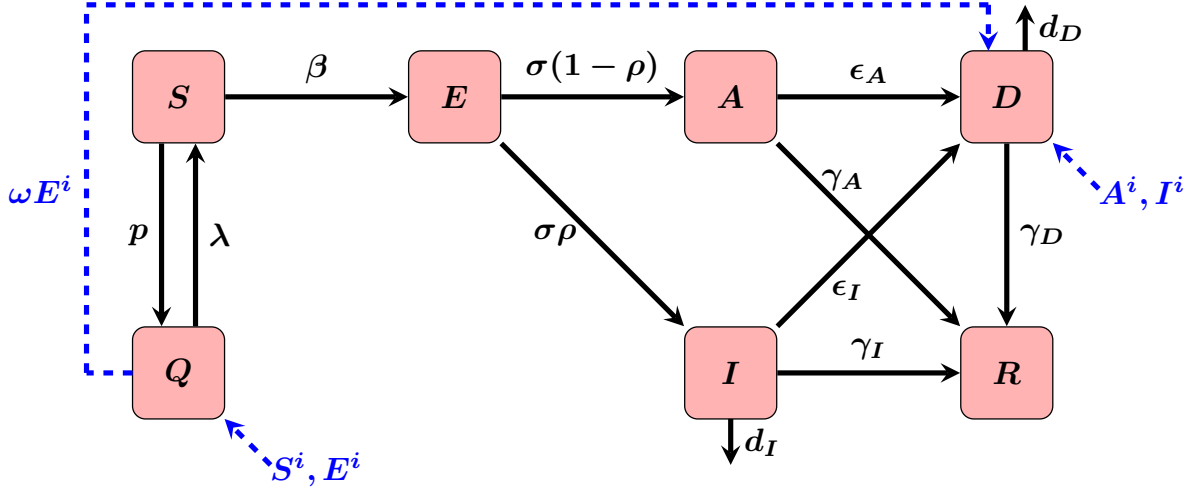 d_D
β
σ(1 − ρ)
ϵ_A
S
E
A
D
ωE^i
p
λ
σρ
γ_A
ϵ_I
γ_D
A^i, I^i
Q
I
γ_I
R
d_I
S^i, E^i